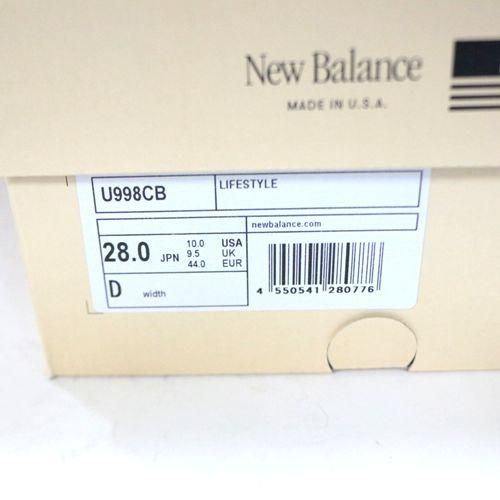 New Balance
MADE IN U.S.A.
U998CB
LIFESTYLE
newbalance.com
28.0 JPN 10.0 USA
9.5 UK
44.0 EUR
D width
4 550541 280776